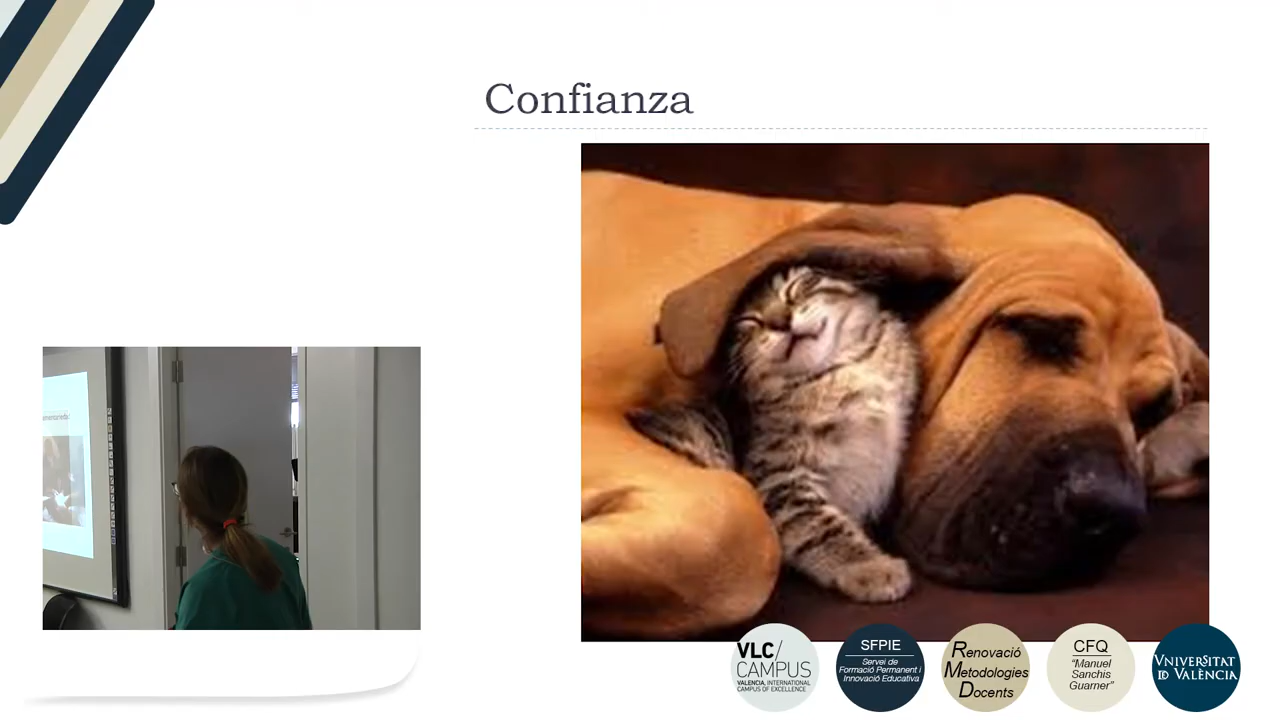 Confianza
VLC/
CAMPUS
VALENCIA, INTERNATIONAL
CAMPUS OF EXCELLENCE
SFPIE
Servei de
Formació Permanent i
Innovació Educativa
Renovació
Metodologies
Docents
CFQ
"Manuel
Sanchis
Guarner"
VNIVERSITAT
ID VALÈNCIA